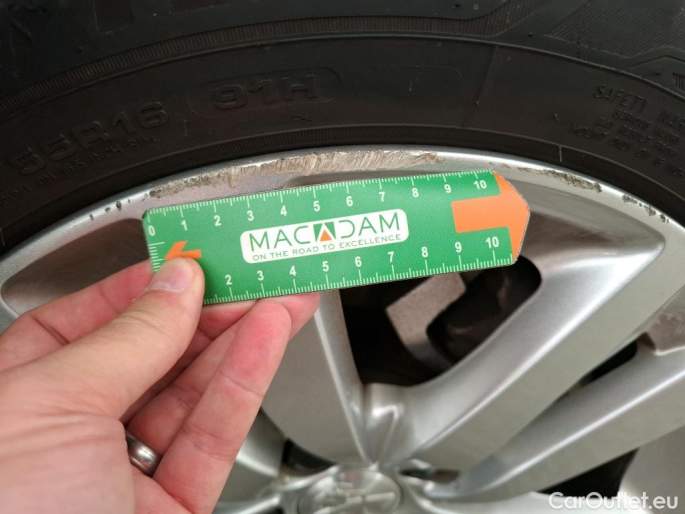 55R16 91H
SAFETY
0 1 2 3 4 5 6 7 8 9 10
MACADAM
ON THE ROAD TO EXCELLENCE
2 3 4 5 6 7 8 9 10
CarOutlet.eu